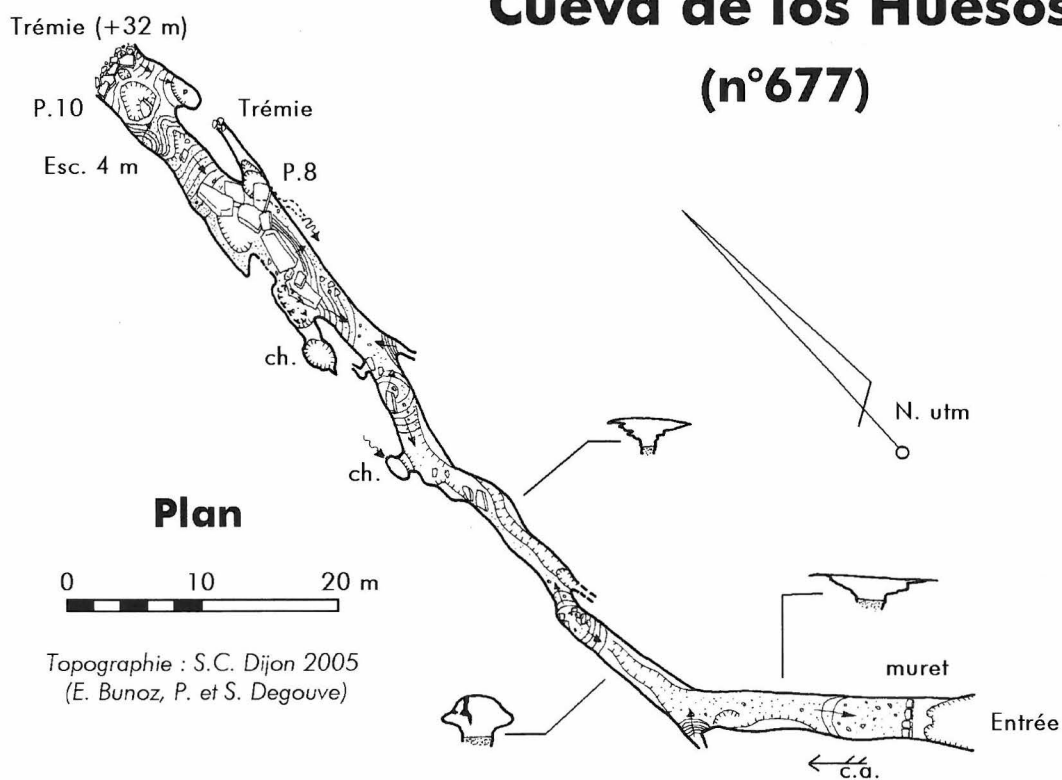 Cueva de los Huesos
(n°677)
Trémie (+32 m)
P.10
Trémie
Esc. 4 m
P.8
ch.
N. utm
ch.
Plan
0 10 20 m
Topographie : S.C. Dijon 2005
(E. Bunoz, P. et S. Degouve)
muret
Entrée
c.a.